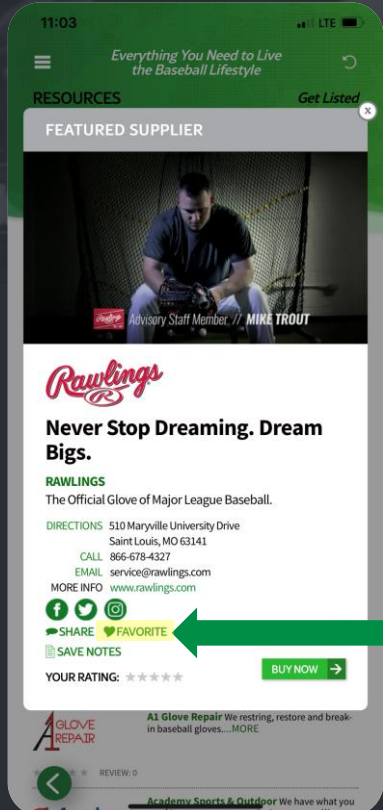 11:03
LTE
Everything You Need to Live
the Baseball Lifestyle
RESOURCES
Get Listed
x
FEATURED SUPPLIER
Rawlings
Advisory Staff Member // MIKE TROUT
Rawlings
R
Never Stop Dreaming. Dream
Bigs.
RAWLINGS
The Official Glove of Major League Baseball.
DIRECTIONS 510 Maryville University Drive
Saint Louis, MO 63141
CALL 866-678-4327
EMAIL service@rawlings.com
MORE INFO www.rawlings.com
SHARE FAVORITE
SAVE NOTES
YOUR RATING:
BUY NOW
A GLOVE
REPAIR
A1 Glove Repair We restring, restore and break-
in baseball gloves....MORE
REVIEW: 0
Academy Sports & Outdoor We have what you